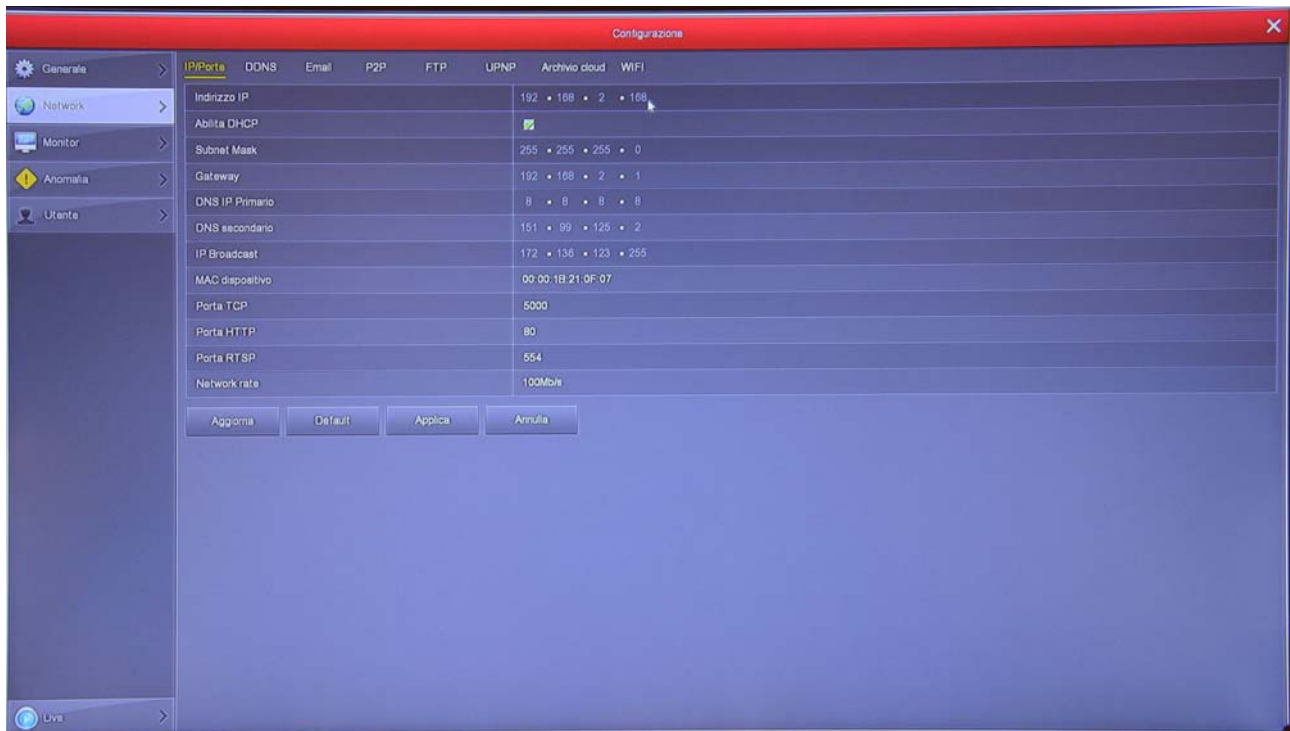 Configurazione
Generale
Network
Monitor
Anomalia
Utente
Live
IP/Porte DDNS Email P2P FTP UPNP Archivio cloud WIFI
Indirizzo IP 192 . 168 . 2 . 168
Abilita DHCP
Subnet Mask 255 . 255 . 255 . 0
Gateway 192 . 168 . 2 . 1
DNS IP Primario 8 . 8 . 8 . 8
DNS secondario 151 . 99 . 125 . 2
IP Broadcast 172 . 136 . 123 . 255
MAC dispositivo 00:00:1B:21:0F:07
Porta TCP 5000
Porta HTTP 80
Porta RTSP 554
Network rate 100Mb/s
Aggiorna Default Applica Annulla